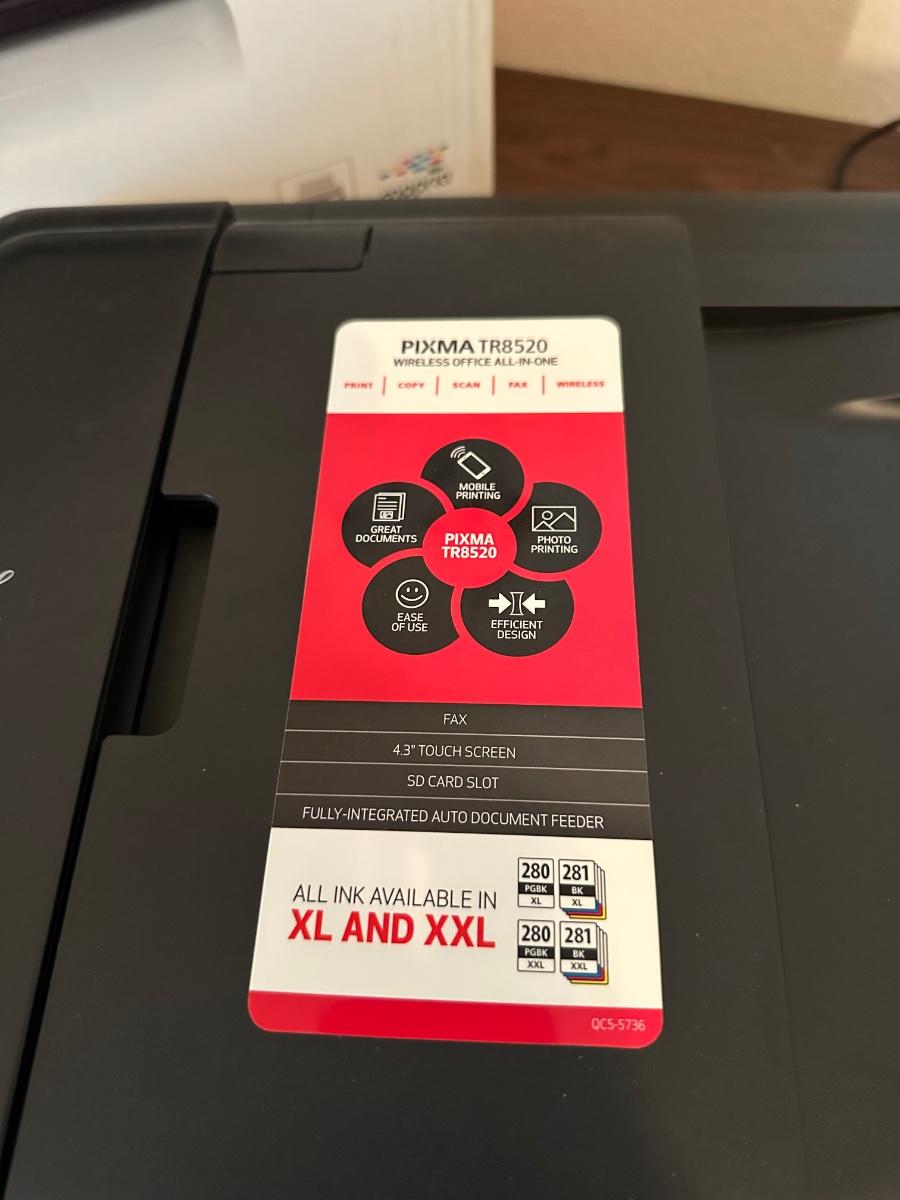 PIXMA TR8520
WIRELESS OFFICE ALL-IN-ONE
PRINT | COPY | SCAN | FAX | WIRELESS
MOBILE
PRINTING
GREAT
DOCUMENTS
PHOTO
PRINTING
PIXMA
TR8520
EASE
OF USE
EFFICIENT
DESIGN
FAX
4.3" TOUCH SCREEN
SD CARD SLOT
FULLY-INTEGRATED AUTO DOCUMENT FEEDER
ALL INK AVAILABLE IN
XL AND XXL
280
PGBK
XL
281
BK
XL
280
PGBK
XXL
281
BK
XXL
QC5-5736